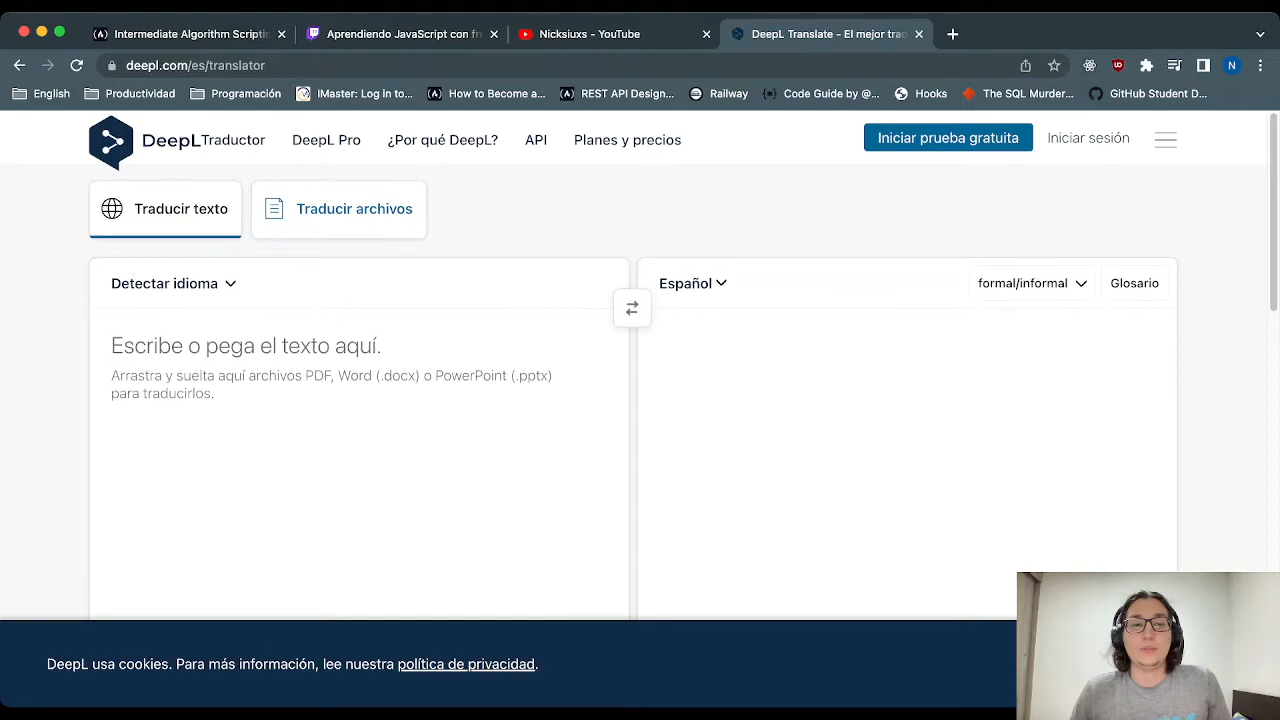 Intermediate Algorithm Scriptin
Aprendiendo JavaScript con fr
Nicksiuxs - YouTube
DeepL Translate - El mejor trad
deepl.com/es/translator
N
English
Productividad
Programación
IMaster: Log in to...
How to Become a...
REST API Design...
Railway
Code Guide by @...
Hooks
The SQL Murder...
GitHub Student D...
DeepL Traductor
DeepL Pro
¿Por qué DeepL?
API
Planes y precios
Iniciar prueba gratuita
Iniciar sesión
Traducir texto
Traducir archivos
Detectar idioma
Español
formal/informal
Glosario
Escribe o pega el texto aquí.
Arrastra y suelta aquí archivos PDF, Word (.docx) o PowerPoint (.pptx)
para traducirlos.
DeepL usa cookies. Para más información, lee nuestra política de privacidad.